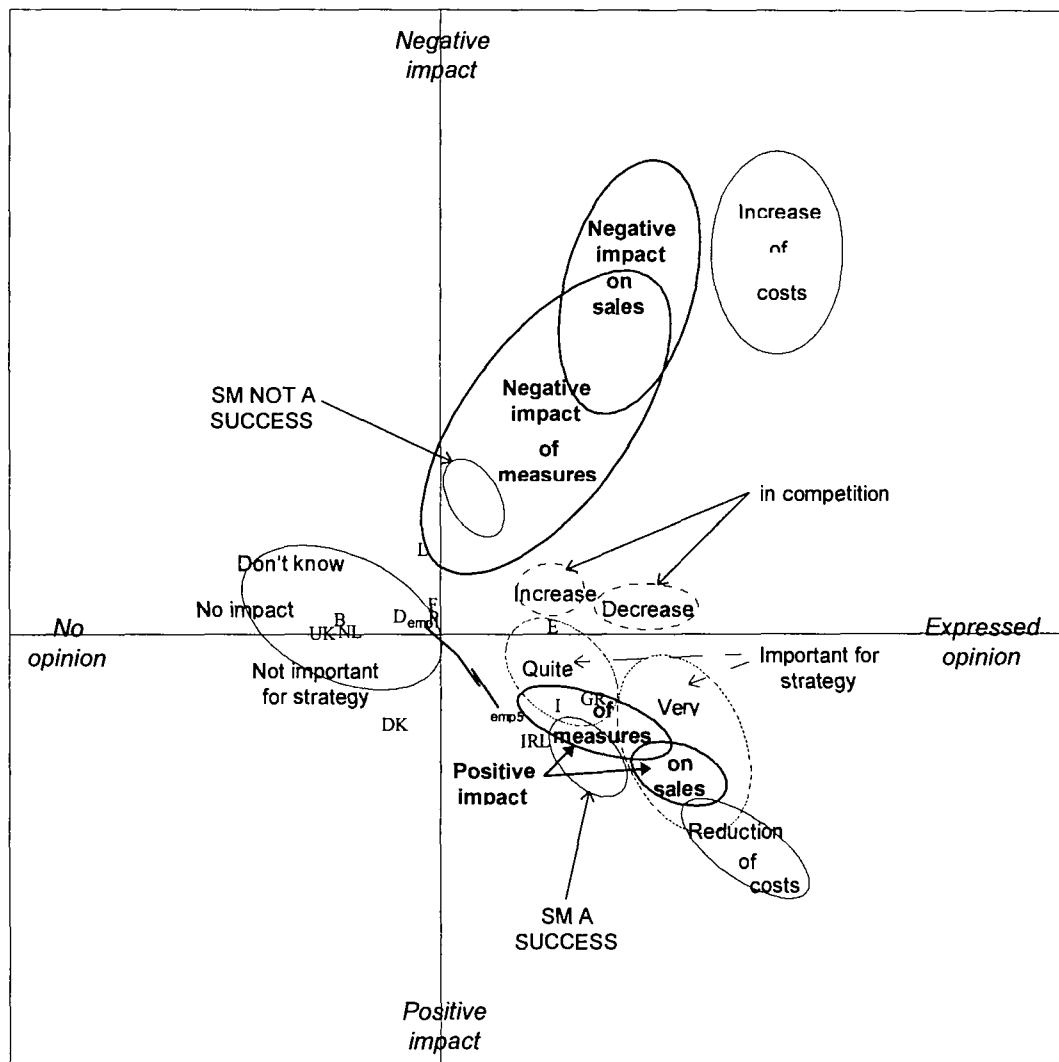 Negative
impact
Increase
of
costs
Negative
impact
on
sales
SM NOT A
SUCCESS
Negative
impact
of
measures
in competition
L
Don't know
Increase
Decrease
No impact
F
B
D
P
UK
NL
E
No
opinion
Expressed
opinion
Not important
for strategy
Quite
Important for
strategy
DK
I
GR
Very
emp5
of
measures
IRL
Positive
impact
on
sales
Reduction
of
costs
SM A
SUCCESS
Positive
impact